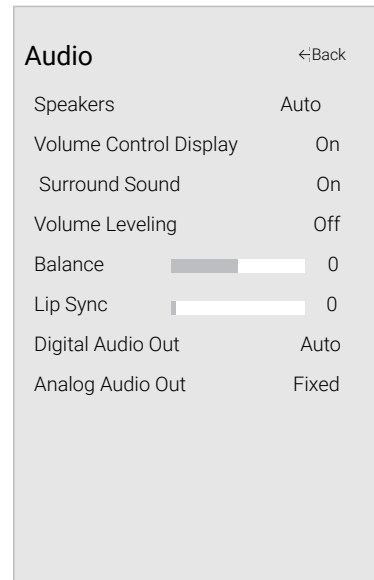 Audio ←Back
Speakers Auto
Volume Control Display On
Surround Sound On
Volume Leveling Off
Balance 0
Lip Sync 0
Digital Audio Out Auto
Analog Audio Out Fixed